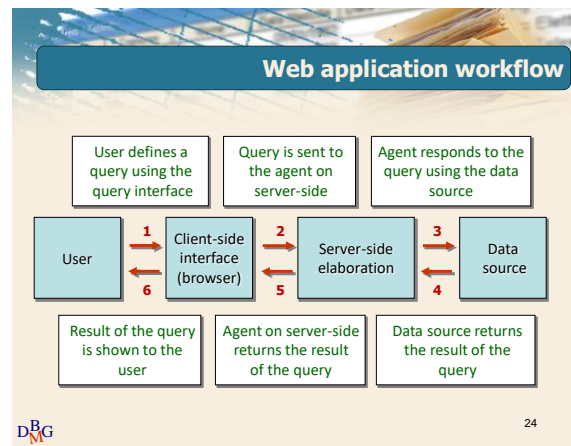 Web application workflow
User defines a
query using the
query interface
Query is sent to
the agent on
server-side
Agent responds to the
query using the data
source
User
1
6
Client-side
interface
(browser)
2
5
Server-side
elaboration
3
4
Data
source
Result of the query
is shown to the
user
Agent on server-side
returns the result
of the query
Data source returns
the result of the
query
DBMG
24